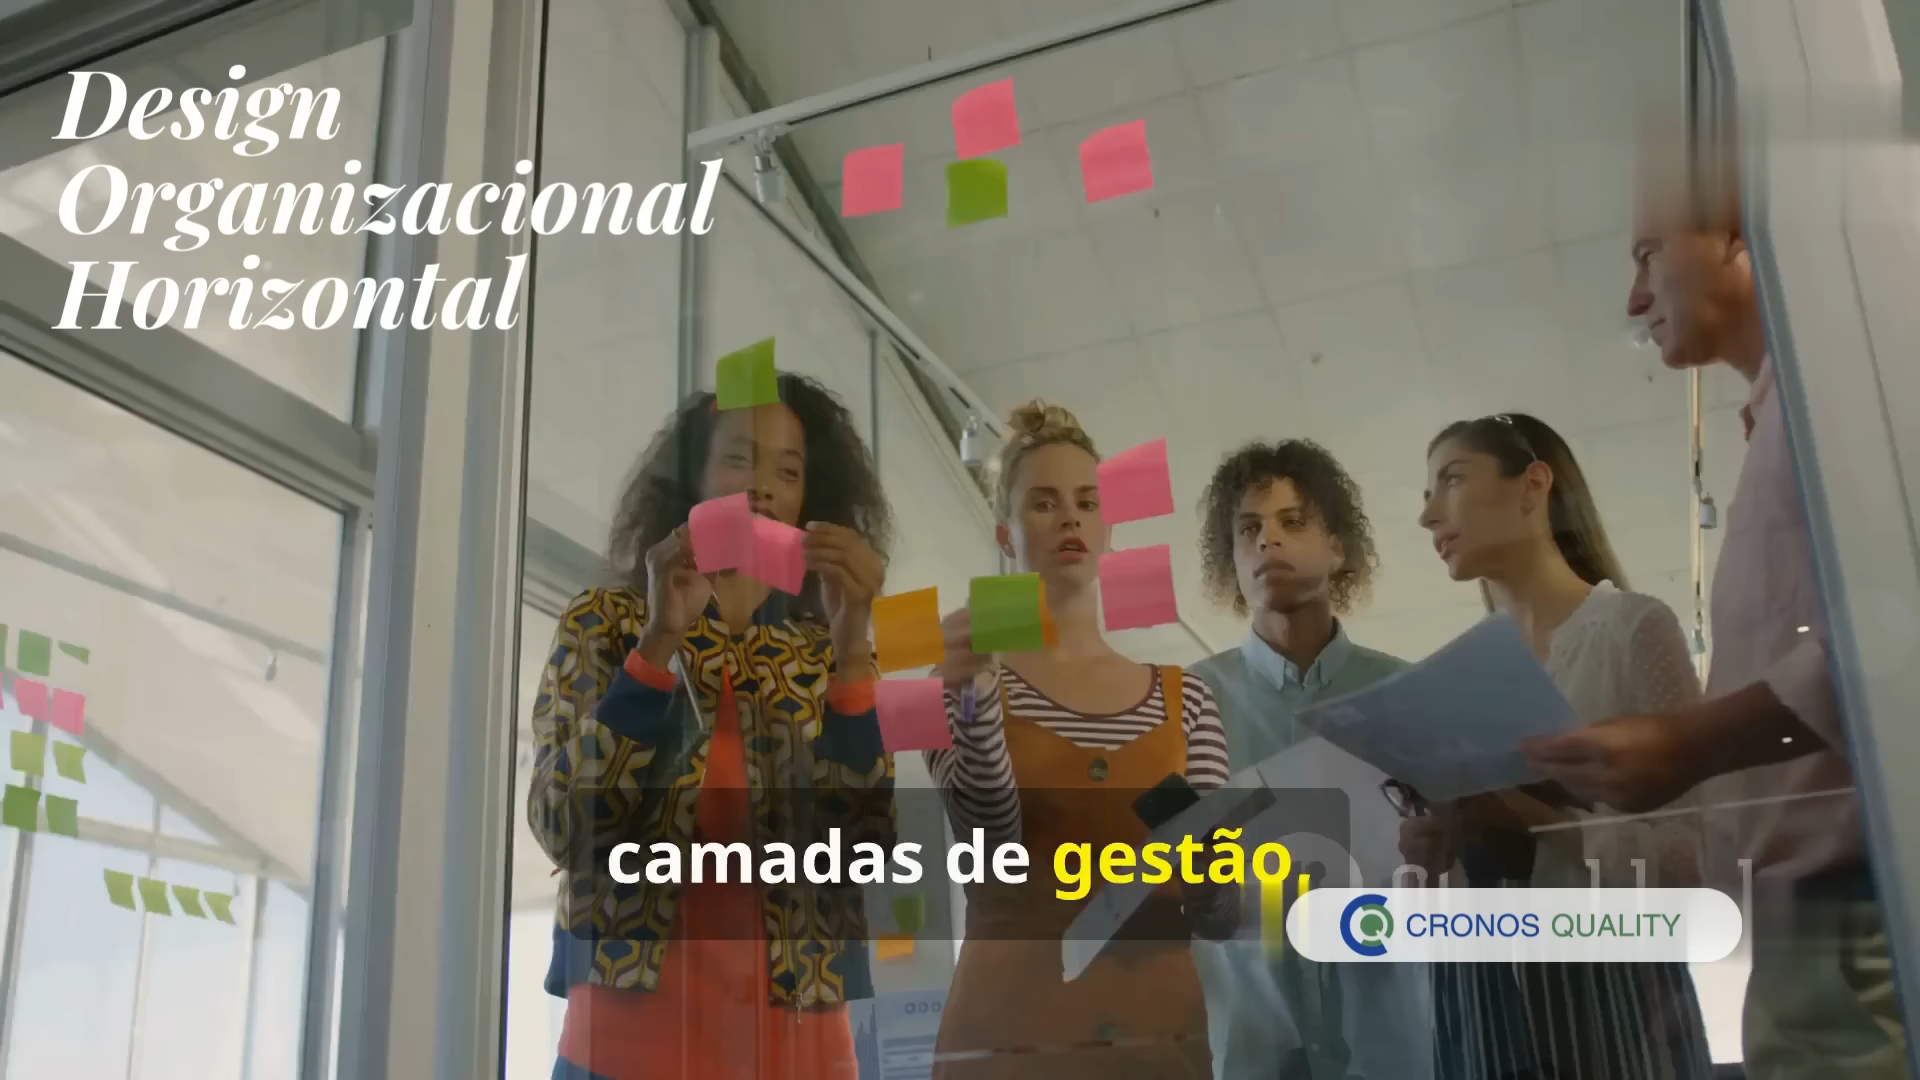 Design
Organizacional
Horizontal
camadas de gestão,
CRONOS QUALITY